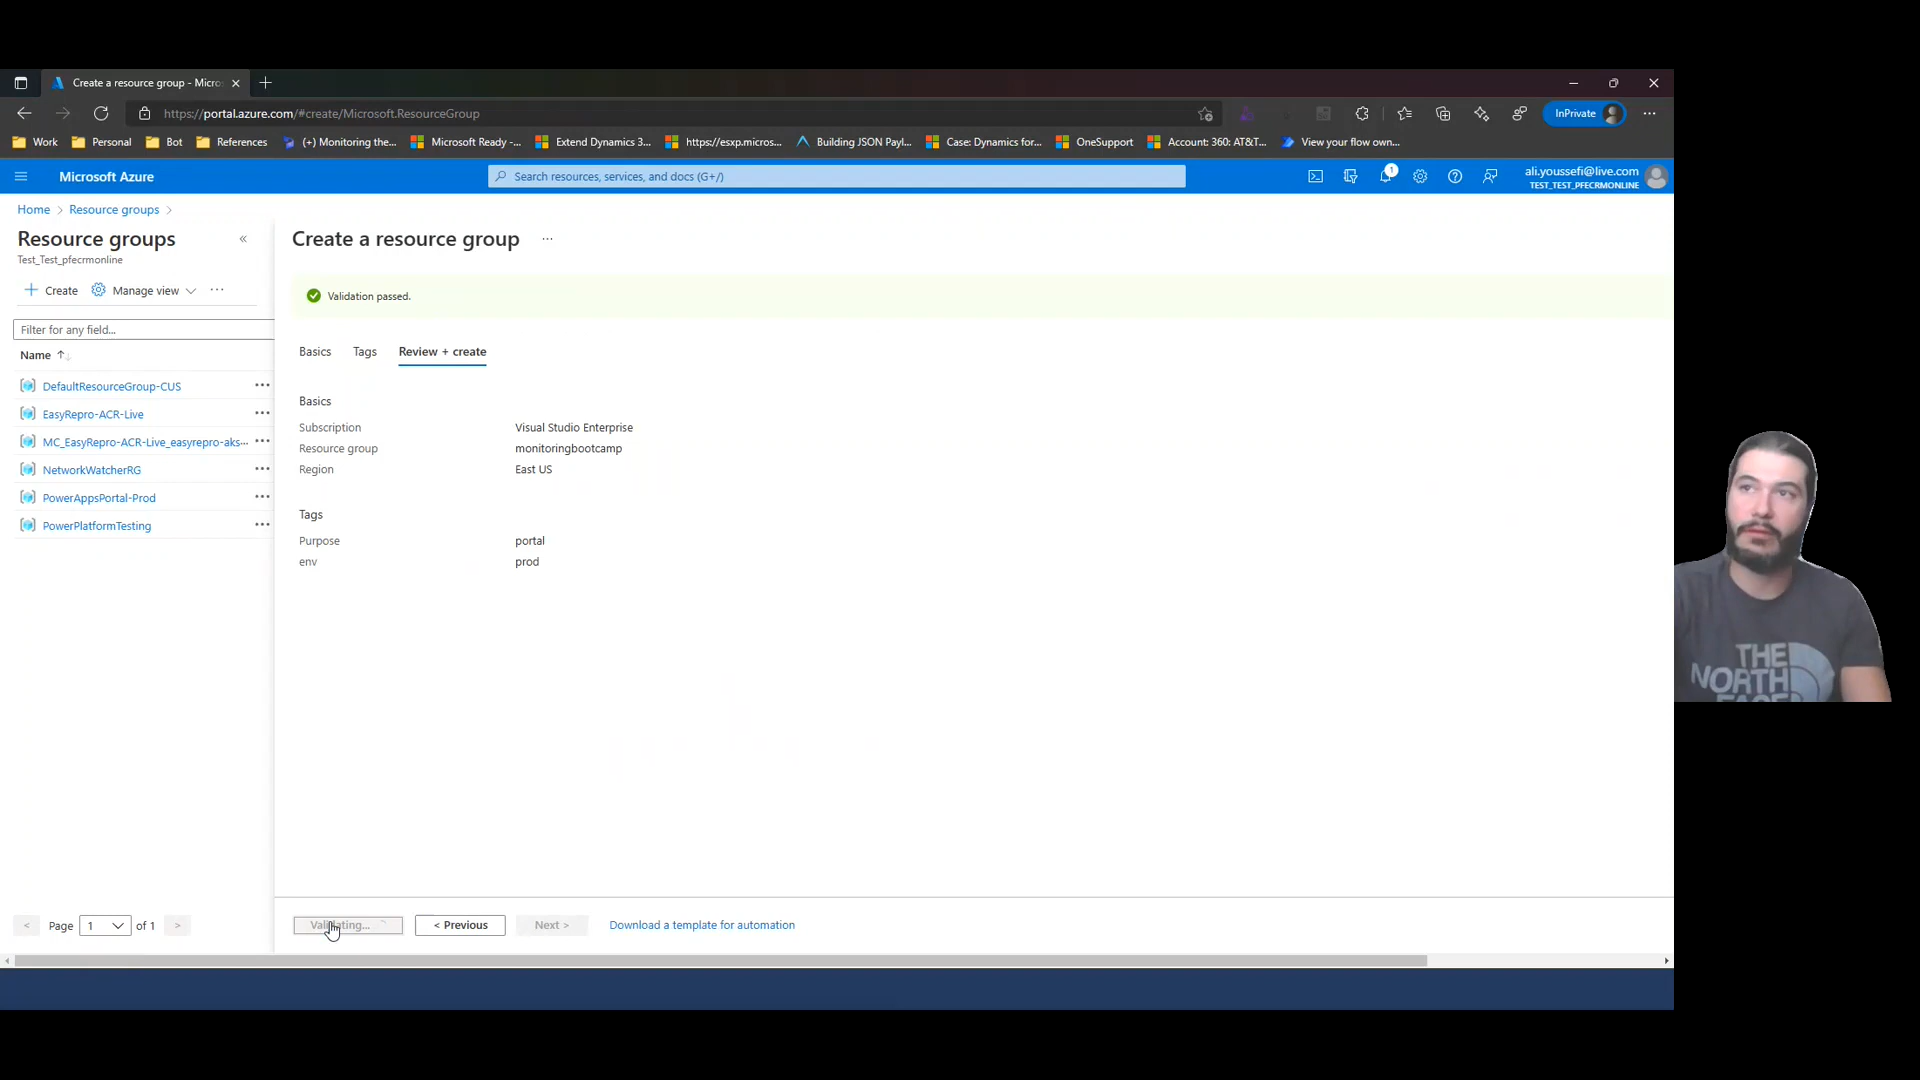 Create a resource group - Micro
https://portal.azure.com/#create/Microsoft.ResourceGroup
InPrivate
Work
Personal
Bot
References
(+) Monitoring the...
Microsoft Ready -...
Extend Dynamics 3...
https://esxp.micros...
Building JSON Payl...
Case: Dynamics for...
OneSupport
Account: 360: AT&T...
View your flow own...
Microsoft Azure
Search resources, services, and docs (G+/)
1
ali.youssefi@live.com
TEST_TEST_PFECRMONLINE
Home > Resource groups >
Resource groups
Test_Test_pfecrmonline
Create
Manage view
Filter for any field...
Name
DefaultResourceGroup-CUS
EasyRepro-ACR-Live
MC_EasyRepro-ACR-Live_easyrepro-aks-...
NetworkWatcherRG
PowerAppsPortal-Prod
PowerPlatformTesting
< Page 1 of 1 >
Create a resource group ...
Validation passed.
Basics
Tags
Review + create
Basics
Subscription Visual Studio Enterprise
Resource group monitoringbootcamp
Region East US
Tags
Purpose portal
env prod
Validating...
< Previous
Next >
Download a template for automation
THE
NORTH
FACE